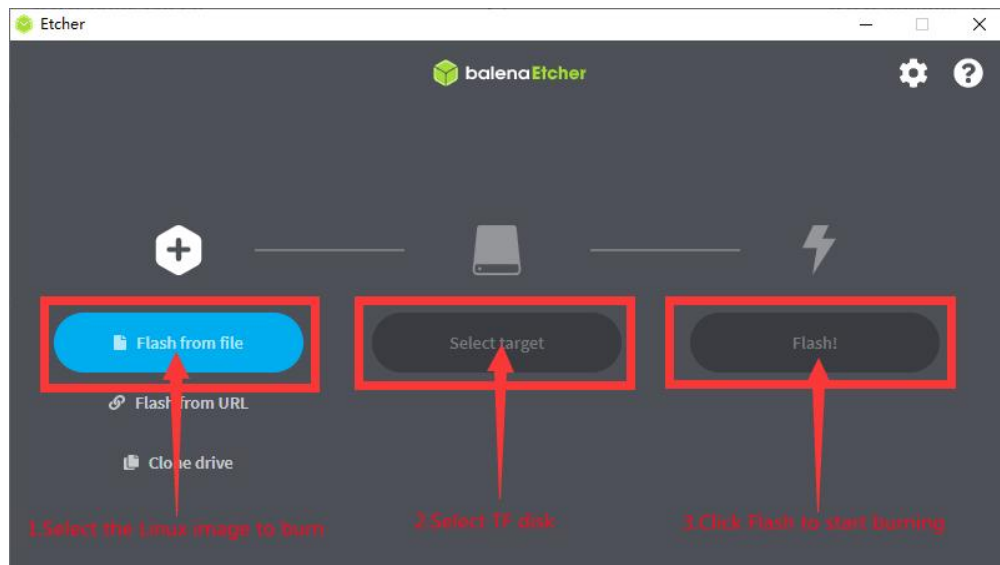 Etcher
balenaEtcher
Flash from file
Select target
Flash!
Flash from URL
Clone drive
1.Select the Linux image to burn
2.Select TF disk
3.Click Flash to start burning